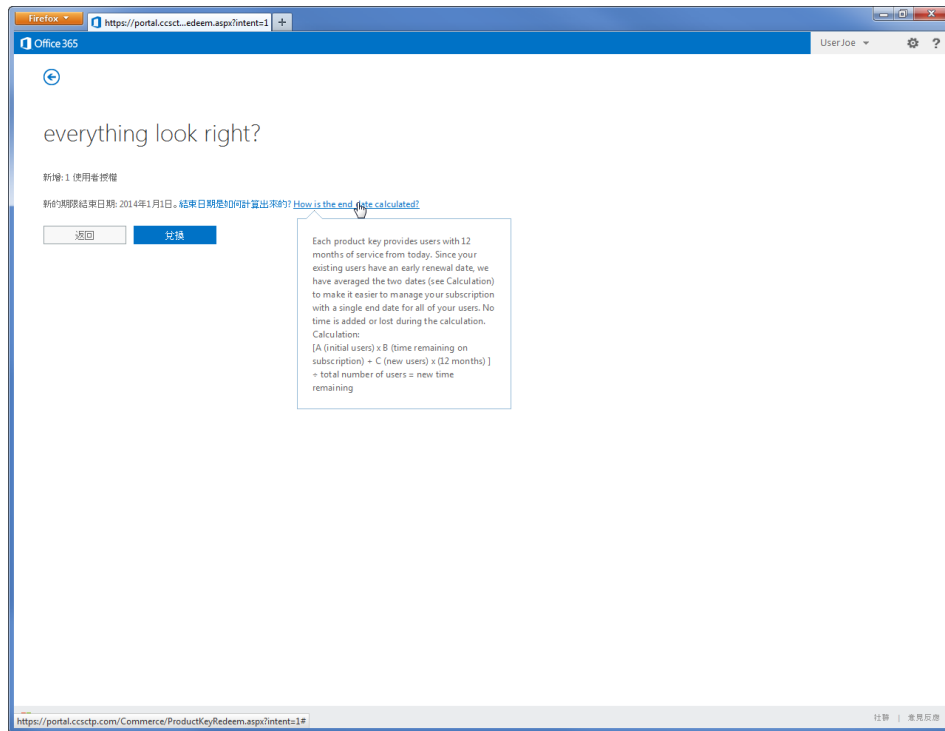 Firefox
https://portal.ccsct...edeem.aspx?intent=1
Office 365
UserJoe
?
everything look right?
新增: 1 使用者授權
新的期限結束日期: 2014年1月1日。結束日期是如何計算出來的? How is the end date calculated?
返回
兌換
Each product key provides users with 12
months of service from today. Since your
existing users have an early renewal date, we
have averaged the two dates (see Calculation)
to make it easier to manage your subscription
with a single end date for all of your users. No
time is added or lost during the calculation.
Calculation:
[A (initial users) x B (time remaining on
subscription) + C (new users) x (12 months) ]
÷ total number of users = new time
remaining
https://portal.ccsctp.com/Commerce/ProductKeyRedeem.aspx?intent=1#
社群 | 意見反應